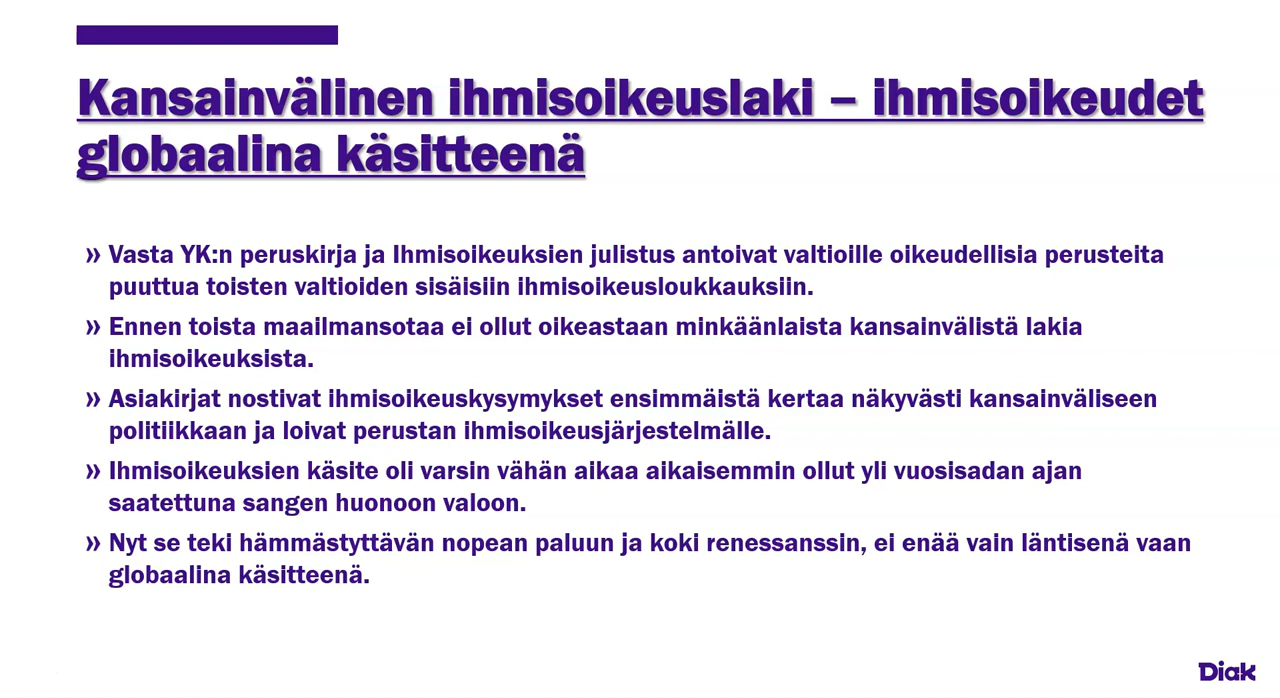 Kansainvälinen ihmisoikeuslaki – ihmisoikeudet
globaalina käsitteenä
» Vasta YK:n peruskirja ja Ihmisoikeuksien julistus antoivat valtioille oikeudellisia perusteita
puuttua toisten valtioiden sisäisiin ihmisoikeusloukkauksiin.
» Ennen toista maailmansotaa ei ollut oikeastaan minkäänlaista kansainvälistä lakia
ihmisoikeuksista.
» Asiakirjat nostivat ihmisoikeuskysymykset ensimmäistä kertaa näkyvästi kansainväliseen
politiikkaan ja loivat perustan ihmisoikeusjärjestelmälle.
» Ihmisoikeuksien käsite oli varsin vähän aikaa aikaisemmin ollut yli vuosisadan ajan
saatettuna sangen huonoon valoon.
» Nyt se teki hämmästyttävän nopean paluun ja koki renessanssin, ei enää vain läntisenä vaan
globaalina käsitteenä.
Diak